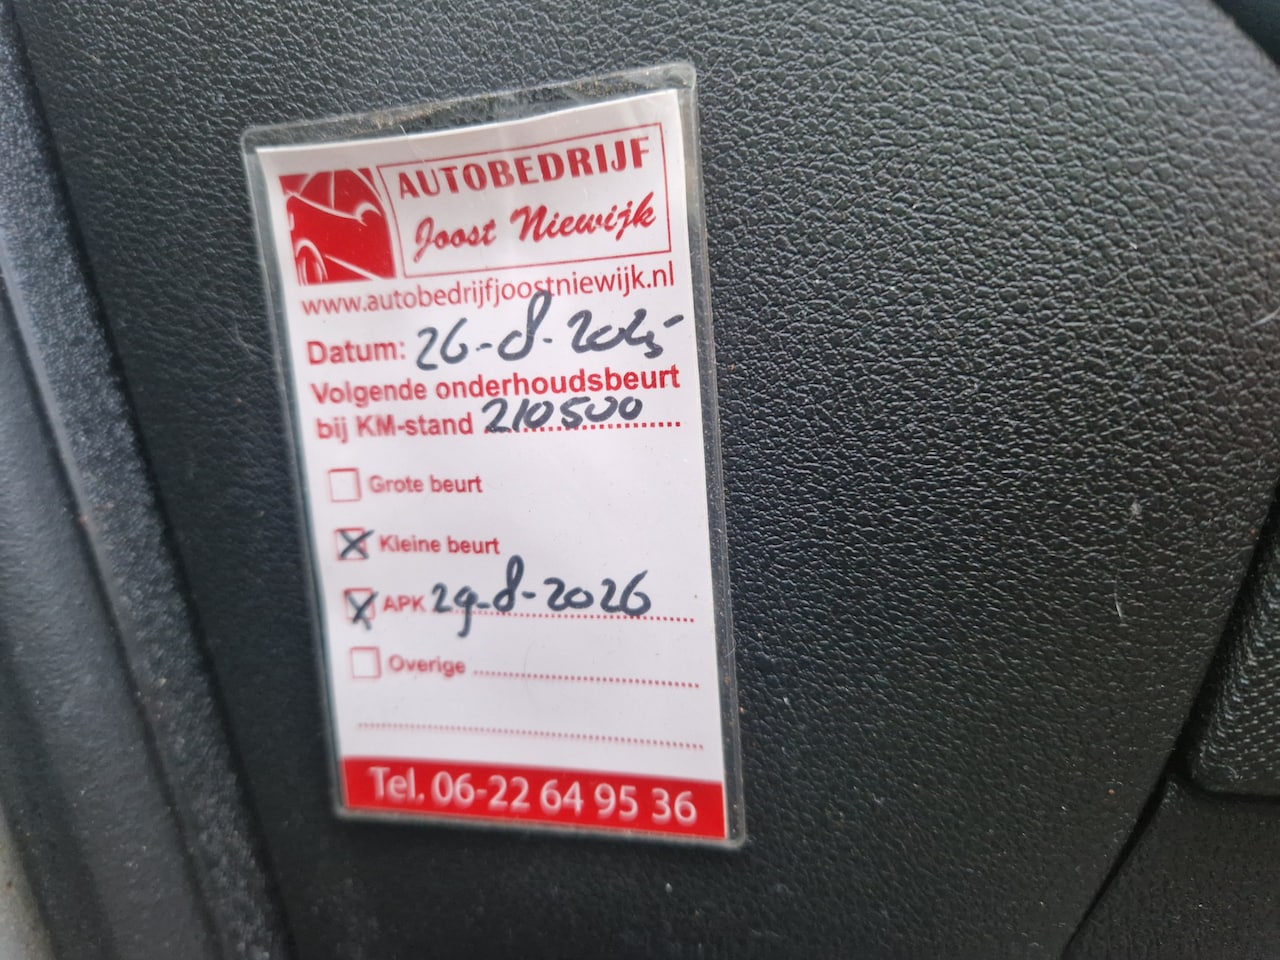 AUTOBEDRIJF
Joost Niewijk
www.autobedrijfjoostniewijk.nl
Datum: 26-8-2025
Volgende onderhoudsbeurt
bij KM-stand 210500
Grote beurt
Kleine beurt
APK 29-8-2026
Overige
Tel. 06-22 64 95 36